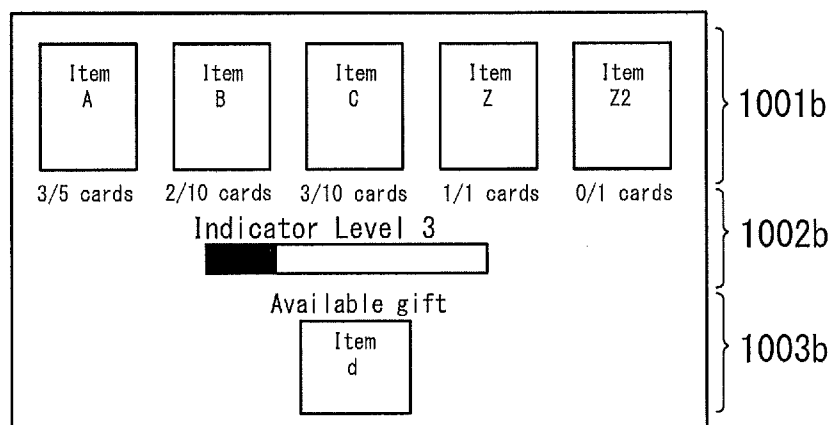 Item Item Item Item Item
A B C Z Z2
1001b
3/5 cards 2/10 cards 3/10 cards 1/1 cards 0/1 cards
Indicator Level 3
1002b
Available gift
Item
d
1003b